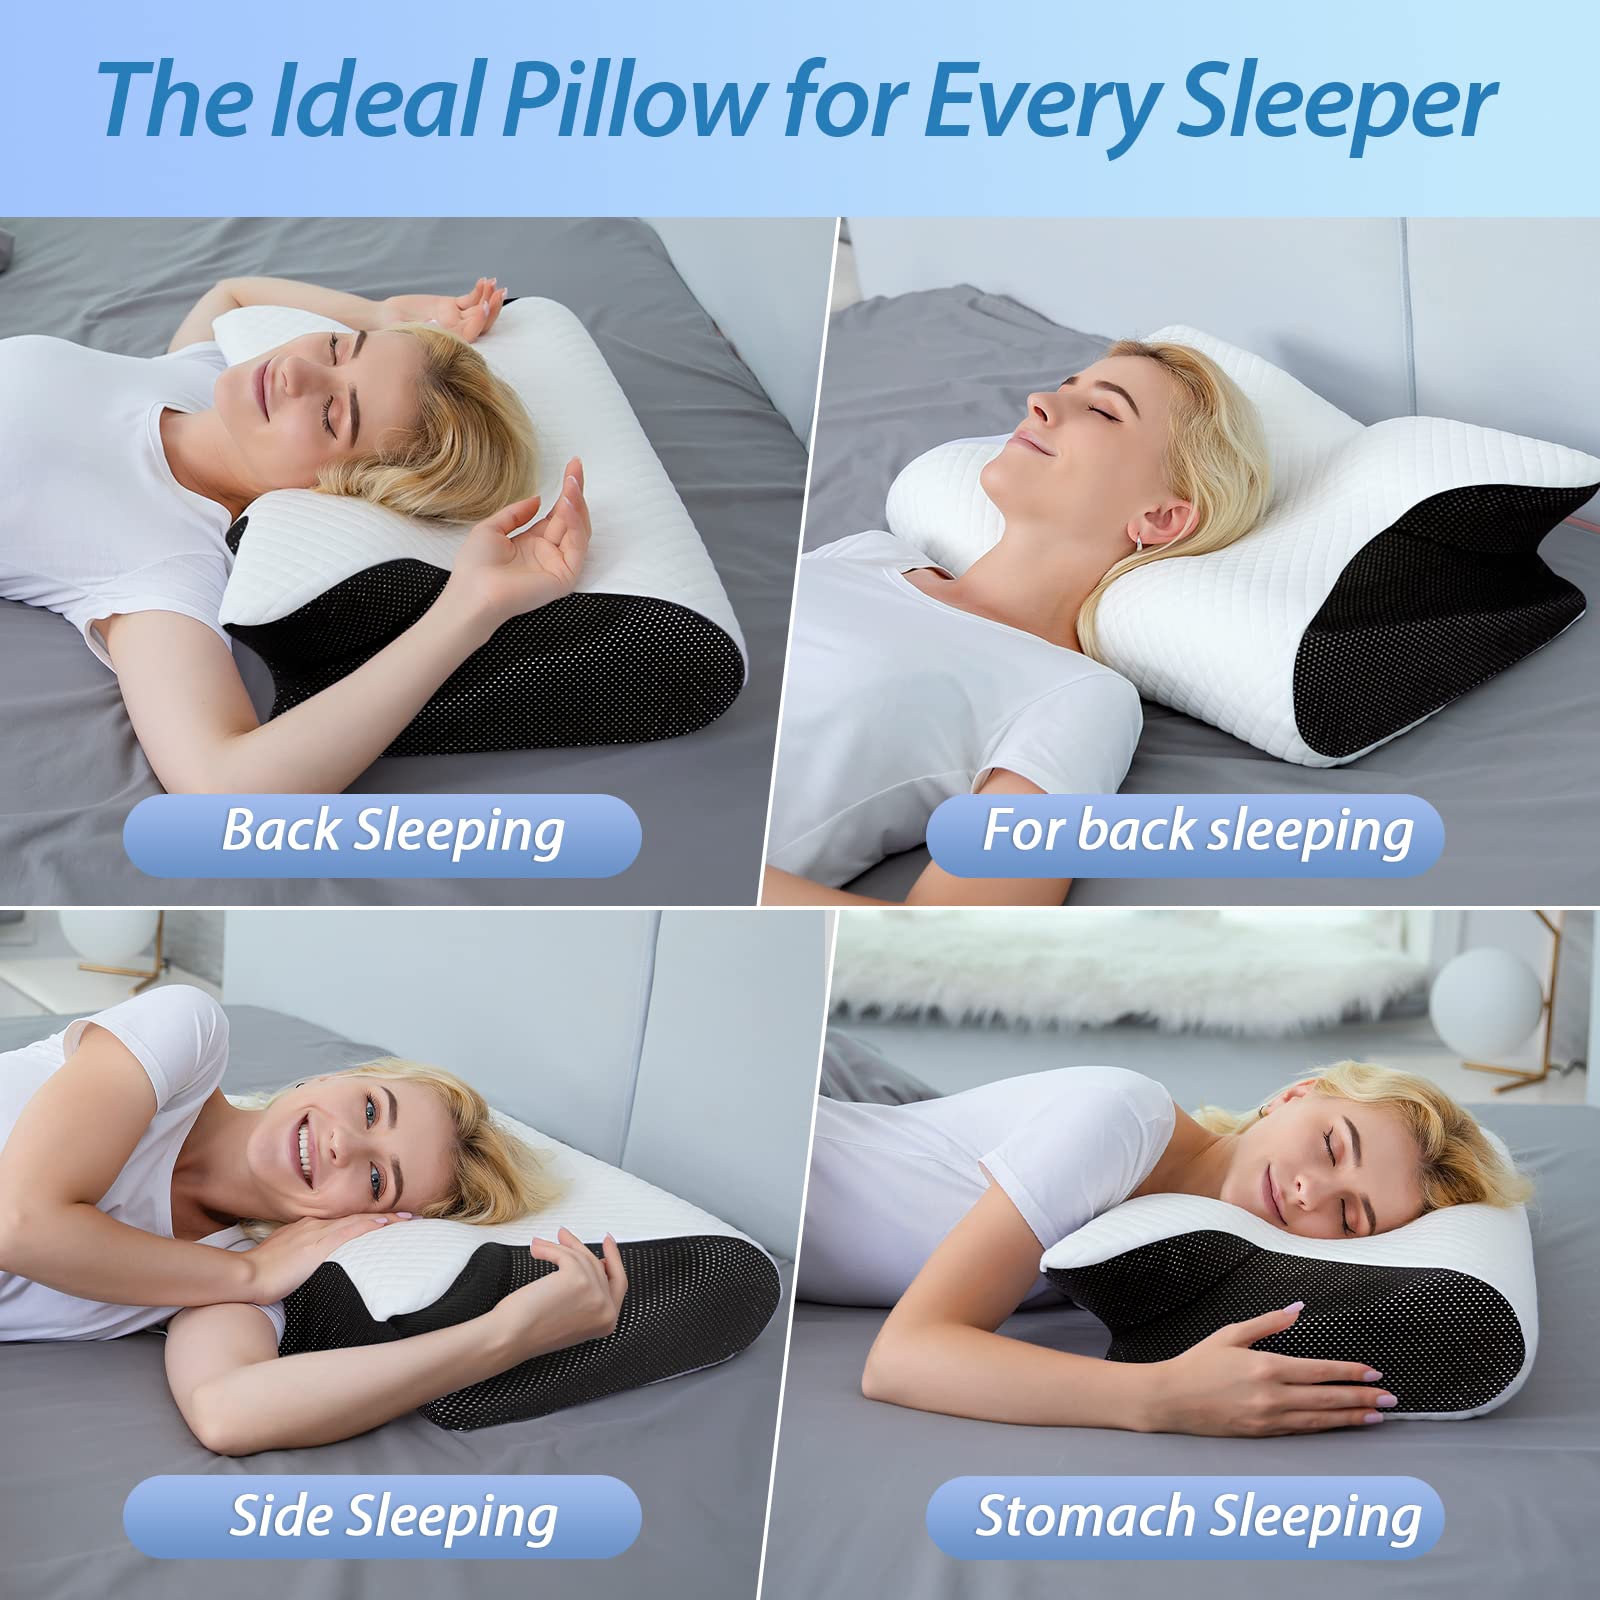 The Ideal Pillow for Every Sleeper
Back Sleeping
For back sleeping
Side Sleeping
Stomach Sleeping